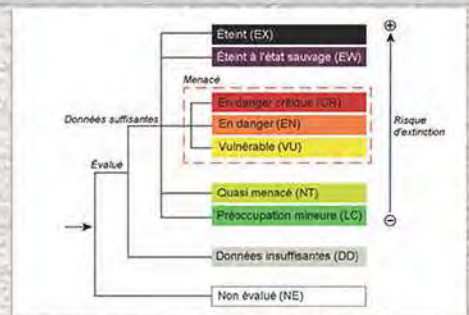 Éteint (EX)
Éteint à l'état sauvage (EW)
Menacé
En danger critique (CR)
Données suffisantes
En danger (EN)
Risque
d'extinction
Vulnérable (VU)
Évalué
Quasi menacé (NT)
Préoccupation mineure (LC)
Données insuffisantes (DD)
Non évalué (NE)